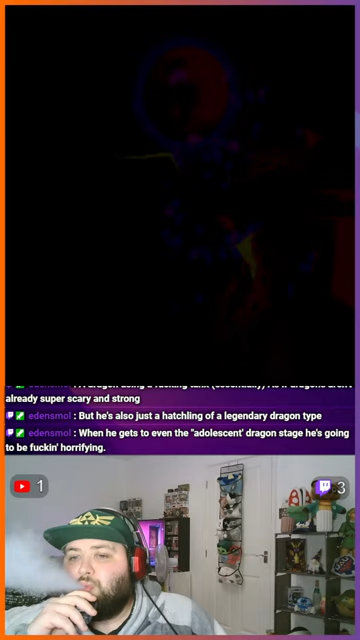 already super scary and strong
edensmol : But he's also just a hatchling of a legendary dragon type
edensmol : When he gets to even the "adolescent' dragon stage he's going
to be fuckin' horrifying.
1
3